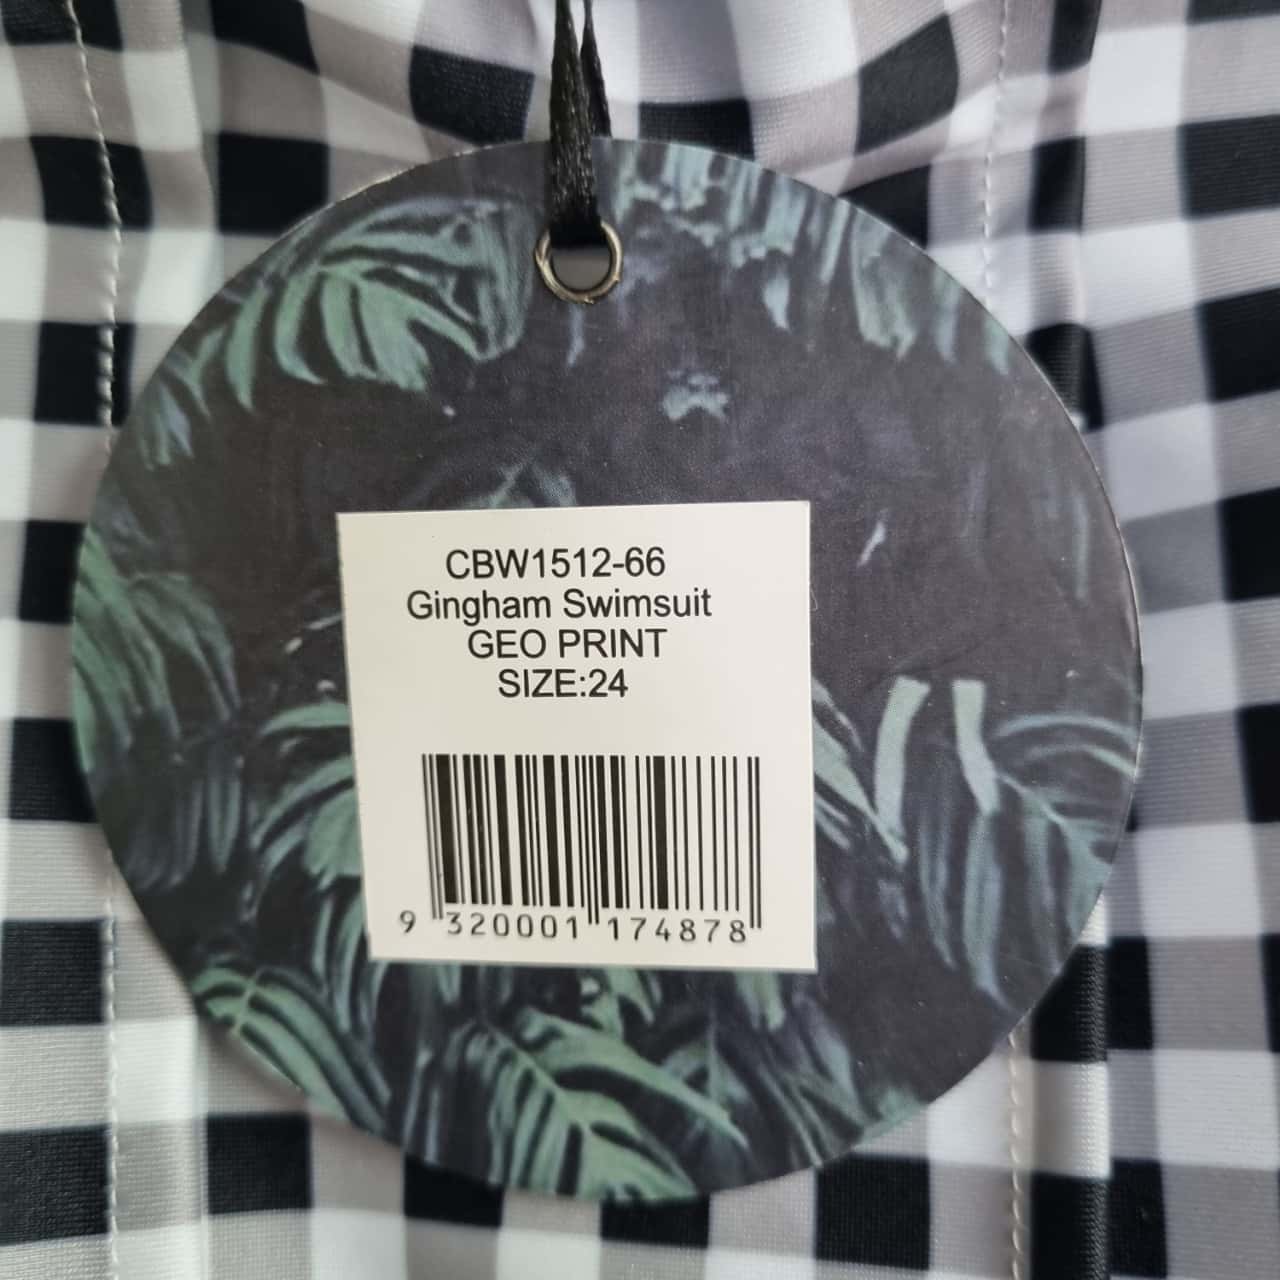 CBW1512-66
Gingham Swimsuit
GEO PRINT
SIZE:24
9 320001 174878